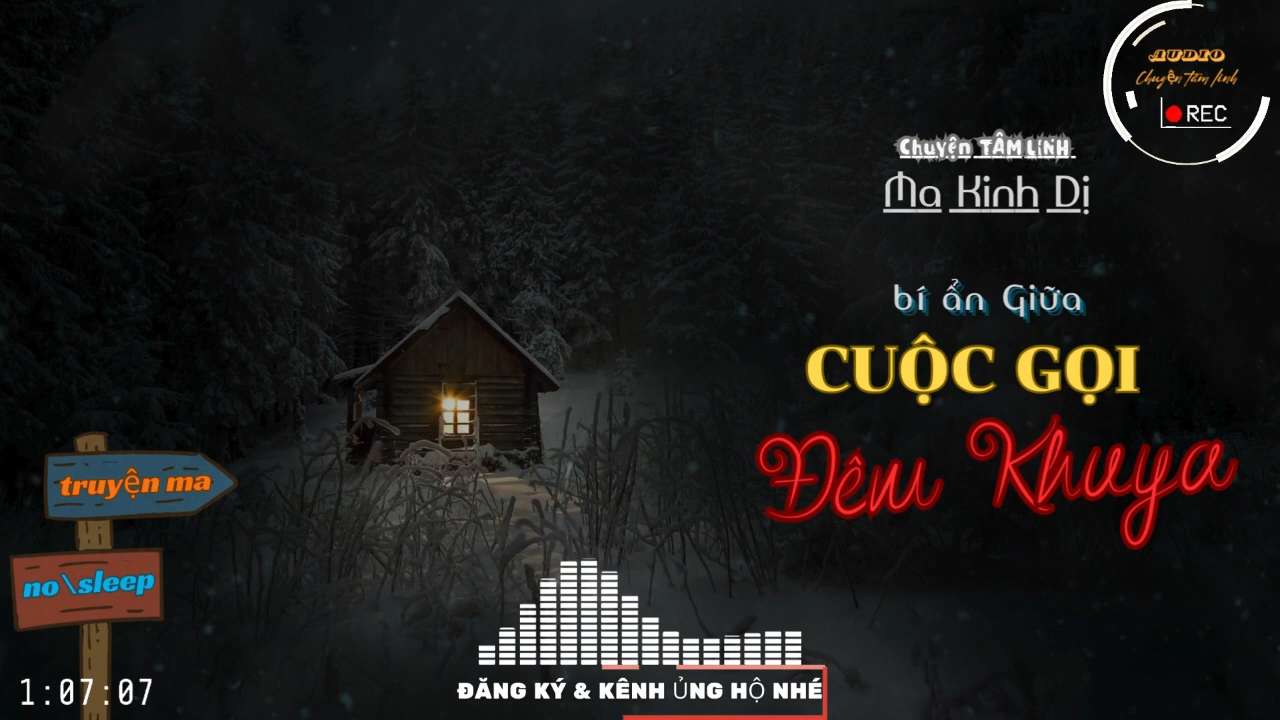 AUDIO
Chuyện tâm linh
REC
Chuyện TÂM LINH
Ma Kinh Dị
bí ẩn Giữa
CUỘC GỌI
Đêm Khuya
truyện ma
no\sleep
1:07:07
ĐĂNG KÝ & KÊNH ỦNG HỘ NHÉ